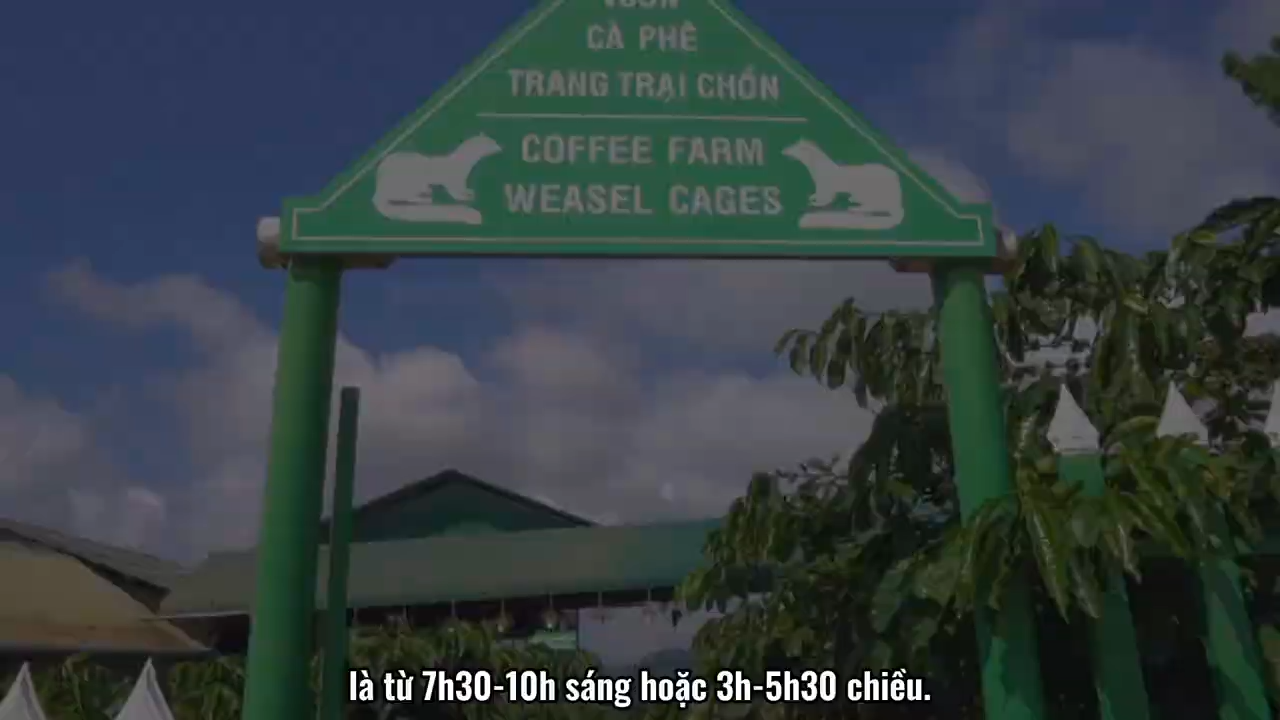 CÀ PHÊ
TRANG TRẠI CHỒN
COFFEE FARM
WEASEL CAGES
là từ 7h30-10h sáng hoặc 3h-5h30 chiều.